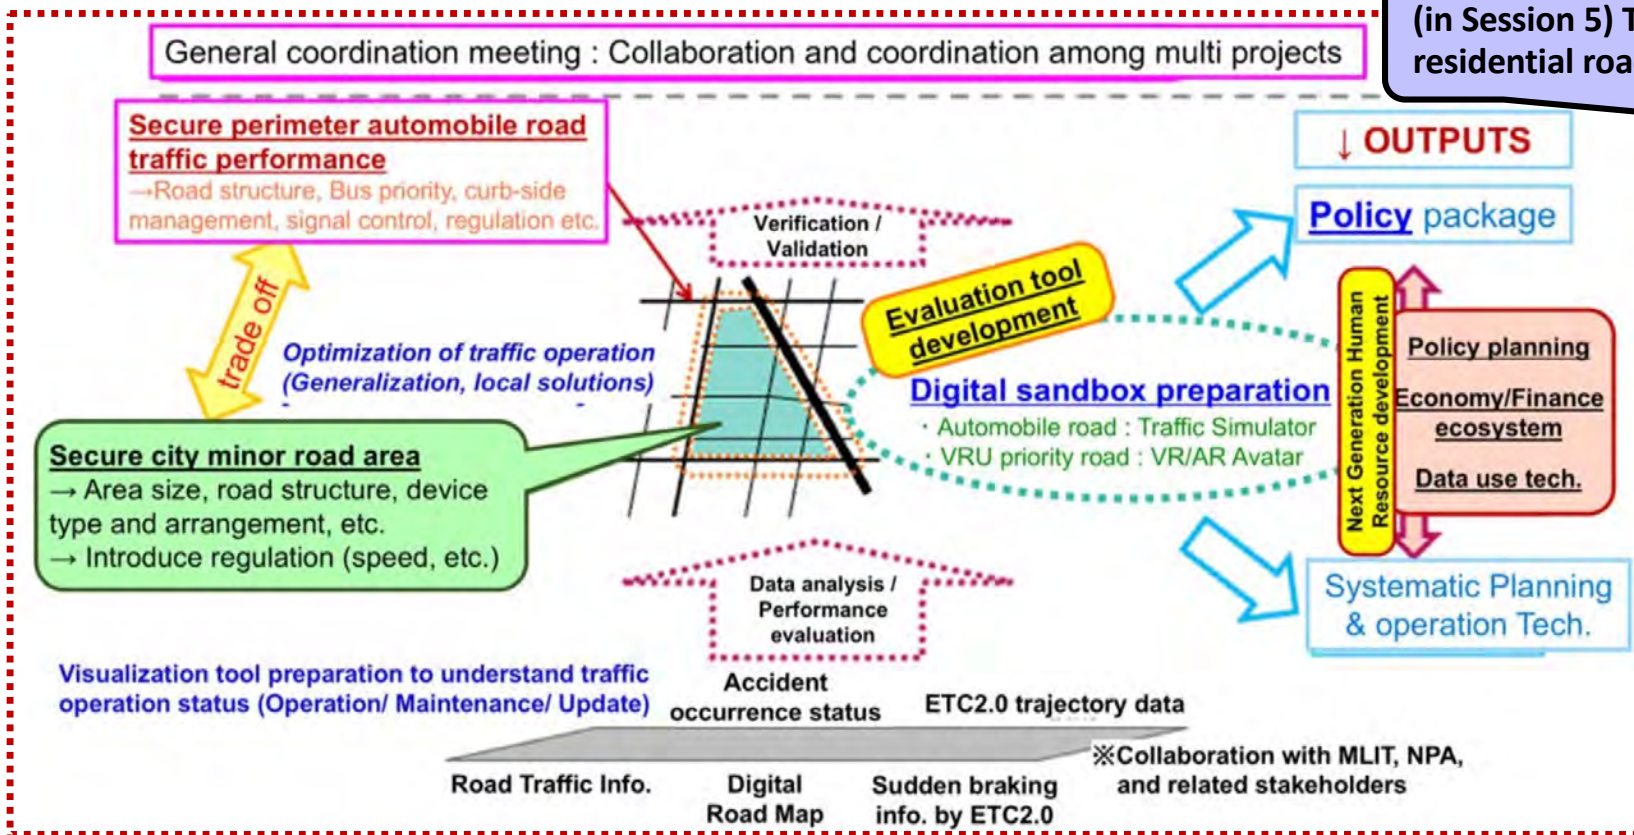 (in Session 5) T
residential roa
General coordination meeting : Collaboration and coordination among multi projects
Secure perimeter automobile road
traffic performance
→Road structure, Bus priority, curb-side
management, signal control, regulation etc.
trade off
Optimization of traffic operation
(Generalization, local solutions)
Secure city minor road area
→ Area size, road structure, device
type and arrangement, etc.
→ Introduce regulation (speed, etc.)
Verification /
Validation
Evaluation tool
development
Digital sandbox preparation
・Automobile road : Traffic Simulator
・VRU priority road : VR/AR Avatar
↓ OUTPUTS
Policy package
Next Generation Human
Resource development
Policy planning
Economy/Finance
ecosystem
Data use tech.
Systematic Planning
& operation Tech.
Data analysis /
Performance
evaluation
Visualization tool preparation to understand traffic
operation status (Operation/ Maintenance/ Update)
Accident
occurrence status
ETC2.0 trajectory data
Road Traffic Info.
Digital
Road Map
Sudden braking
info. by ETC2.0
※Collaboration with MLIT, NPA,
and related stakeholders